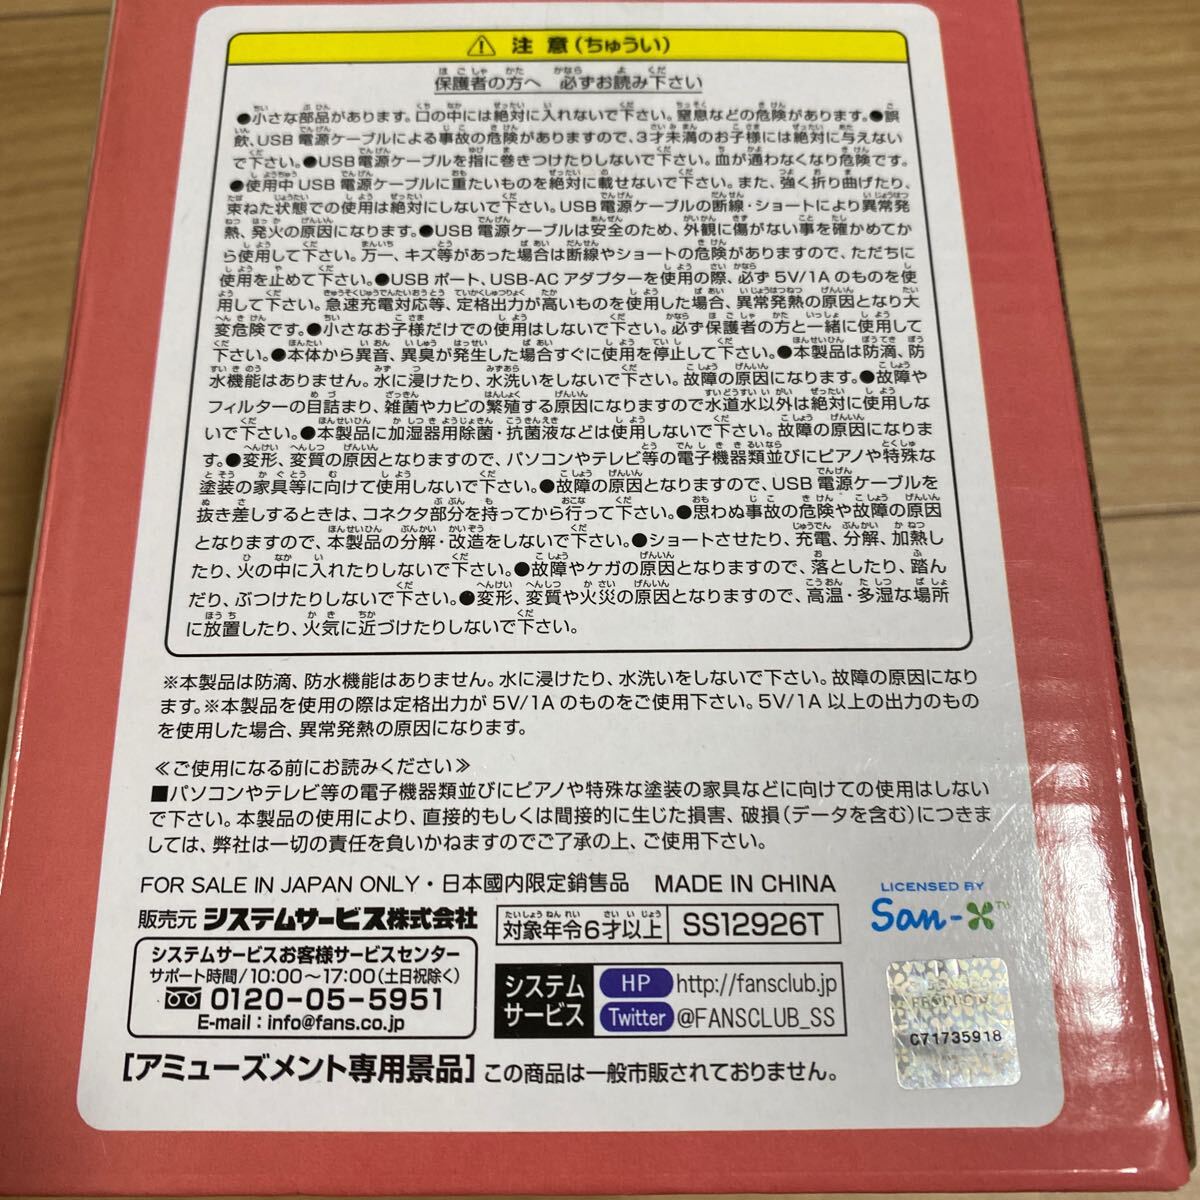 ⚠ 注意(ちゅうい)
保護者の方へ 必ずお読み下さい
●小さな部品があります。口の中には絶対に入れないで下さい。窒息などの危険があります。●誤
飲、USB電源ケーブルによる事故の危険がありますので、3才未満のお子様には絶対に与えない
で下さい。●USB電源ケーブルを指に巻きつけたりしないで下さい。血が通わなくなり危険です。
●使用中USB電源ケーブルに重たいものを絶対に載せないで下さい。また、強く折り曲げたり、
束ねた状態での使用は絶対にしないで下さい。USB電源ケーブルの断線・ショートにより異常発
熱、発火の原因になります。●USB電源ケーブルは安全のため、外観に傷がない事を確かめてか
ら使用して下さい。万一、キズ等があった場合は断線やショートの危険がありますので、ただちに
使用を止めて下さい。●USBポート、USB-ACアダプターを使用の際、必ず5V/1Aのものを使
用して下さい。急速充電対応等、定格出力が高いものを使用した場合、異常発熱の原因となり大
変危険です。●小さなお子様だけでの使用はしないで下さい。必ず保護者の方と一緒に使用して
下さい。●本体から異音、異臭が発生した場合すぐに使用を停止して下さい。●本製品は防滴、防
水機能はありません。水に浸けたり、水洗いをしないで下さい。故障の原因になります。●故障や
フィルターの目詰まり、雑菌やカビの繁殖する原因になりますので水道水以外は絶対に使用しな
いで下さい。●本製品に加湿器用除菌・抗菌液などは使用しないで下さい。故障の原因になりま
す。●変形、変質の原因となりますので、パソコンやテレビ等の電子機器類並びにピアノや特殊な
塗装の家具等に向けて使用しないで下さい。●故障の原因となりますので、USB電源ケーブルを
抜き差しするときは、コネクタ部分を持ってから行って下さい。●思わぬ事故の危険や故障の原因
となりますので、本製品の分解・改造をしないで下さい。●ショートさせたり、充電、分解、加熱し
たり、火の中に入れたりしないで下さい。●故障やケガの原因となりますので、落としたり、踏ん
だり、ぶつけたりしないで下さい。●変形、変質や火災の原因となりますので、高温・多湿な場所
に放置したり、火気に近づけたりしないで下さい。
※本製品は防滴、防水機能はありません。水に浸けたり、水洗いをしないで下さい。故障の原因になり
ます。※本製品を使用の際は定格出力が5V/1Aのものをご使用下さい。5V/1A以上の出力のもの
を使用した場合、異常発熱の原因になります。
≪ご使用になる前にお読みください≫
■パソコンやテレビ等の電子機器類並びにピアノや特殊な塗装の家具などに向けての使用はしない
で下さい。本製品の使用により、直接的もしくは間接的に生じた損害、破損(データを含む)につきま
しては、弊社は一切の責任を負いかねますのでご了承の上、ご使用下さい。
FOR SALE IN JAPAN ONLY・日本國内限定銷售品 MADE IN CHINA
販売元 システムサービス株式会社
対象年令6才以上 SS12926T
システムサービスお客様サービスセンター
サポート時間/10:00～17:00(土日祝除く)
0120-05-5951
E-mail：info@fans.co.jp
システム
サービス
HP http://fansclub.jp
Twitter @FANSCLUB_SS
LICENSED BY
San-X™
PRODUCT
C71735918
[アミューズメント専用景品] この商品は一般市販されておりません。